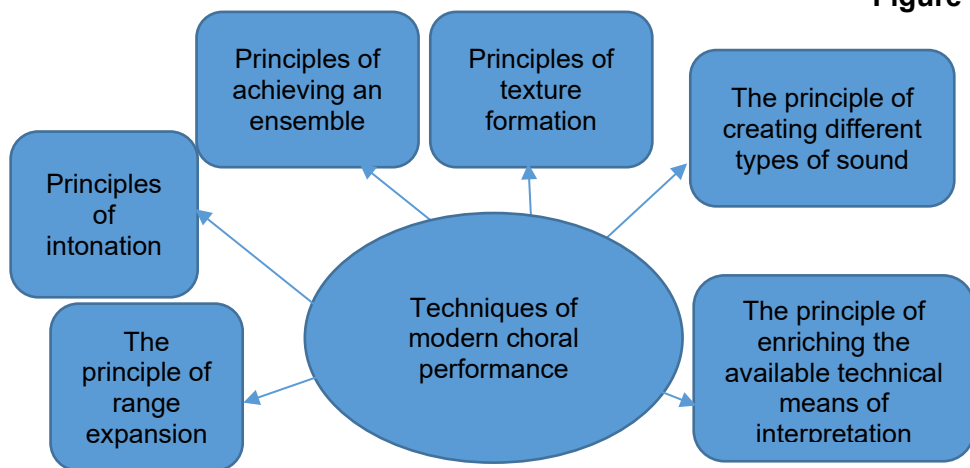 Figure
Principles of
achieving an
ensemble
Principles of
texture
formation
The principle of
creating different
types of sound
Principles
of
intonation
Techniques of
modern choral
performance
The
principle of
range
expansion
The principle of
enriching the
available technical
means of
interpretation